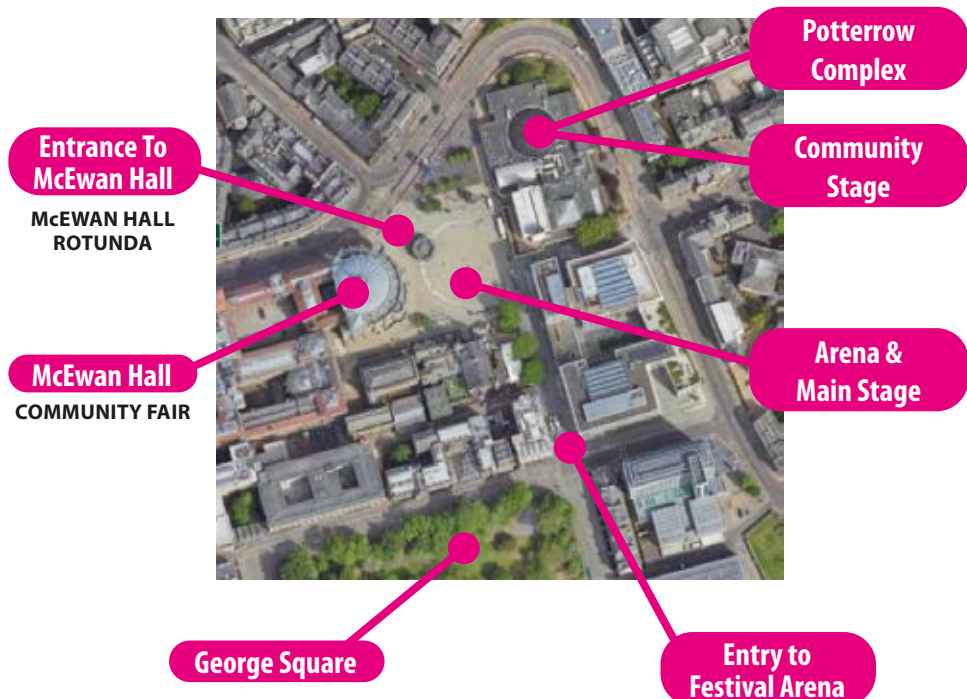 Potterrow
Complex
Community
Stage
Entrance To
McEwan Hall
McEWAN HALL
ROTUNDA
Arena &
Main Stage
McEwan Hall
COMMUNITY FAIR
George Square
Entry to
Festival Arena